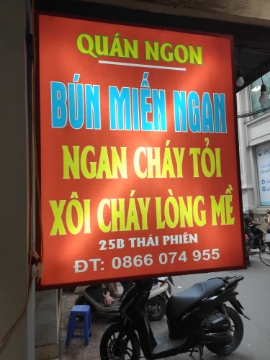 QUÁN NGON
BÚN MIẾN NGAN
NGAN CHÁY TỎI
XÔI CHÁY LÒNG MỀ
25B THÁI PHIÊN
ĐT: 0866 074 955